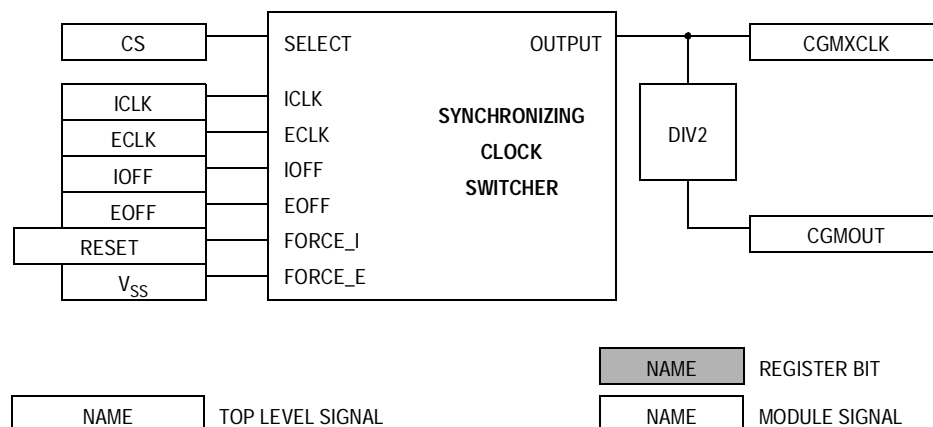 CS SELECT OUTPUT CGMXCLK
ICLK ICLK
ECLK ECLK
SYNCHRONIZING
CLOCK
SWITCHER
DIV2
IOFF IOFF
EOFF EOFF
RESET FORCE_I CGMOUT
VSS FORCE_E
NAME REGISTER BIT
NAME TOP LEVEL SIGNAL NAME MODULE SIGNAL